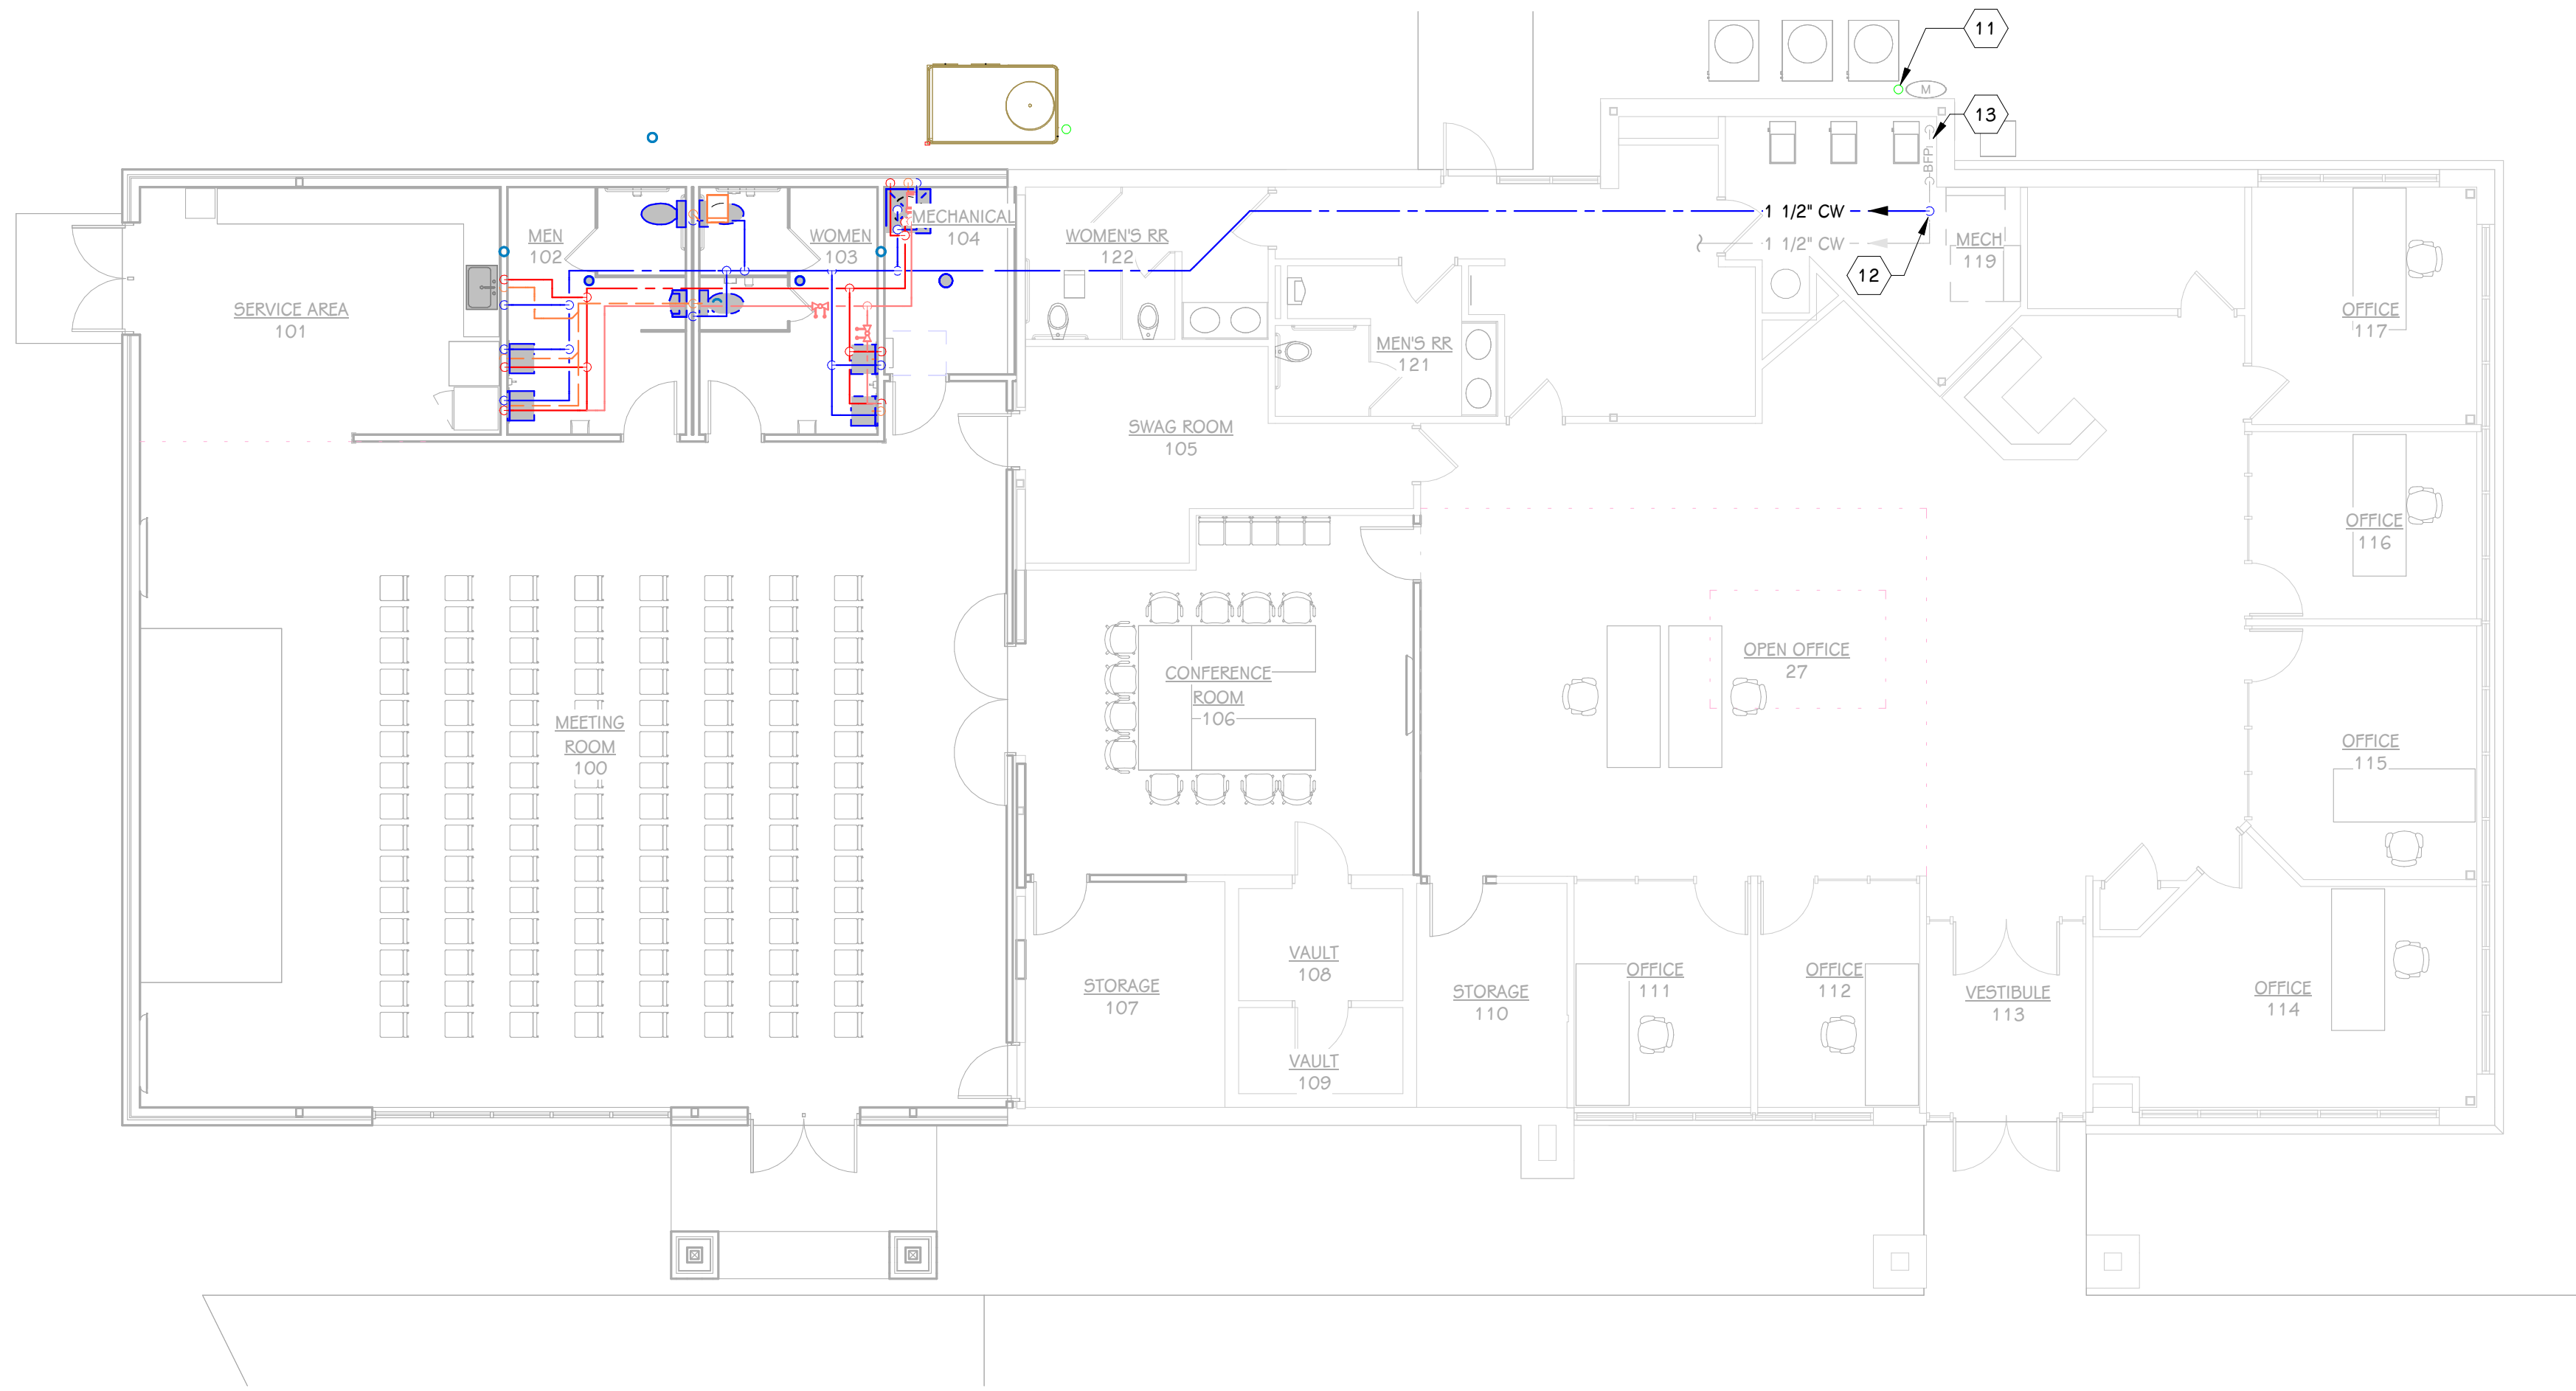 11
M
13
BFP
MECHANICAL
104
MEN
102
WOMEN
103
WOMEN'S RR
122
1 1/2" CW
1 1/2" CW
MECH
119
12
SERVICE AREA
101
MEN'S RR
121
OFFICE
117
SWAG ROOM
105
OFFICE
116
CONFERENCE
ROOM
106
OPEN OFFICE
27
MEETING
ROOM
100
OFFICE
115
VAULT
108
STORAGE
107
STORAGE
110
OFFICE
111
OFFICE
112
VESTIBULE
113
OFFICE
114
VAULT
109